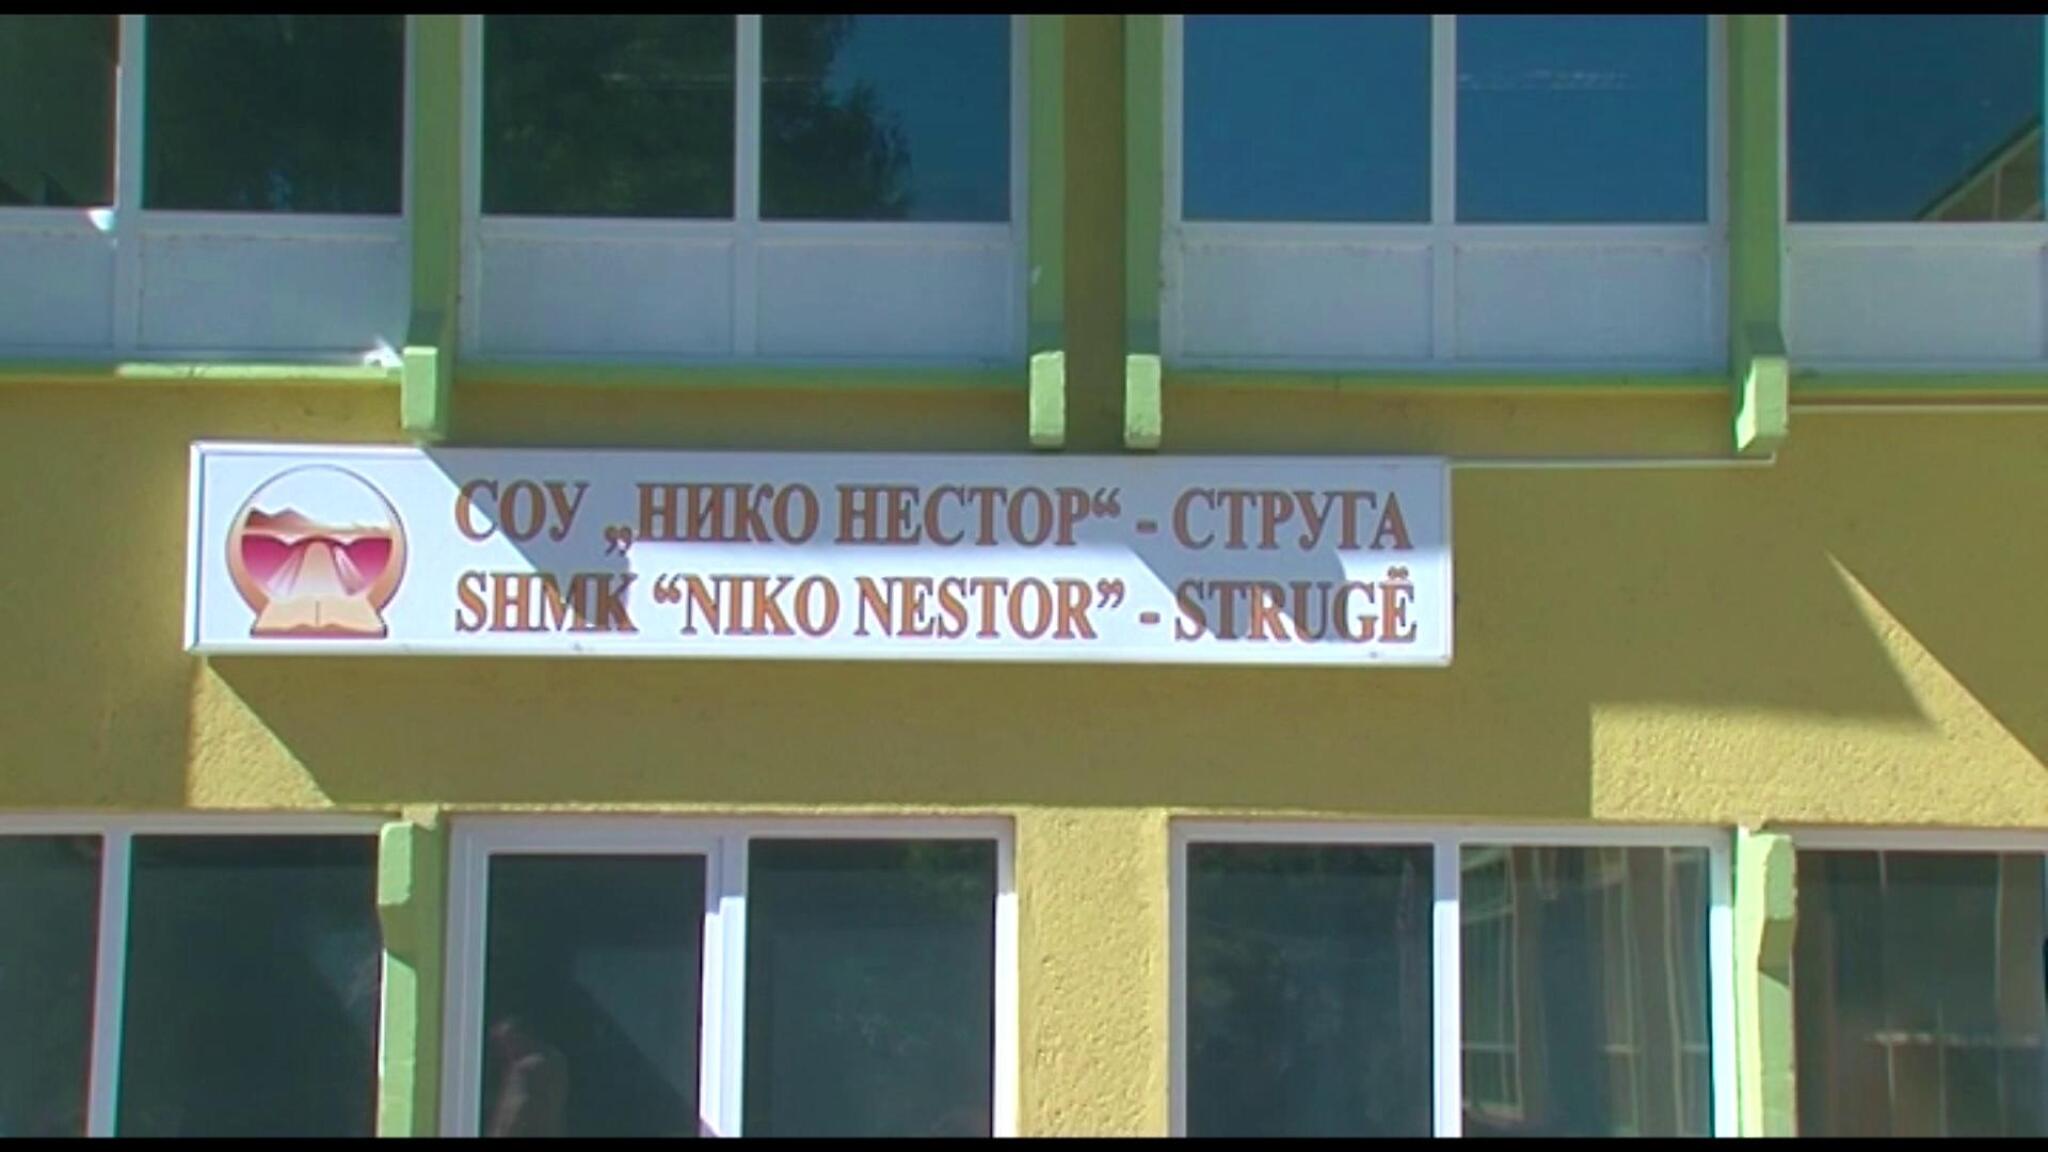 СОУ „НИКО НЕСТОР“ - СТРУГА
SHMK “NIKO NESTOR” - STRUGË